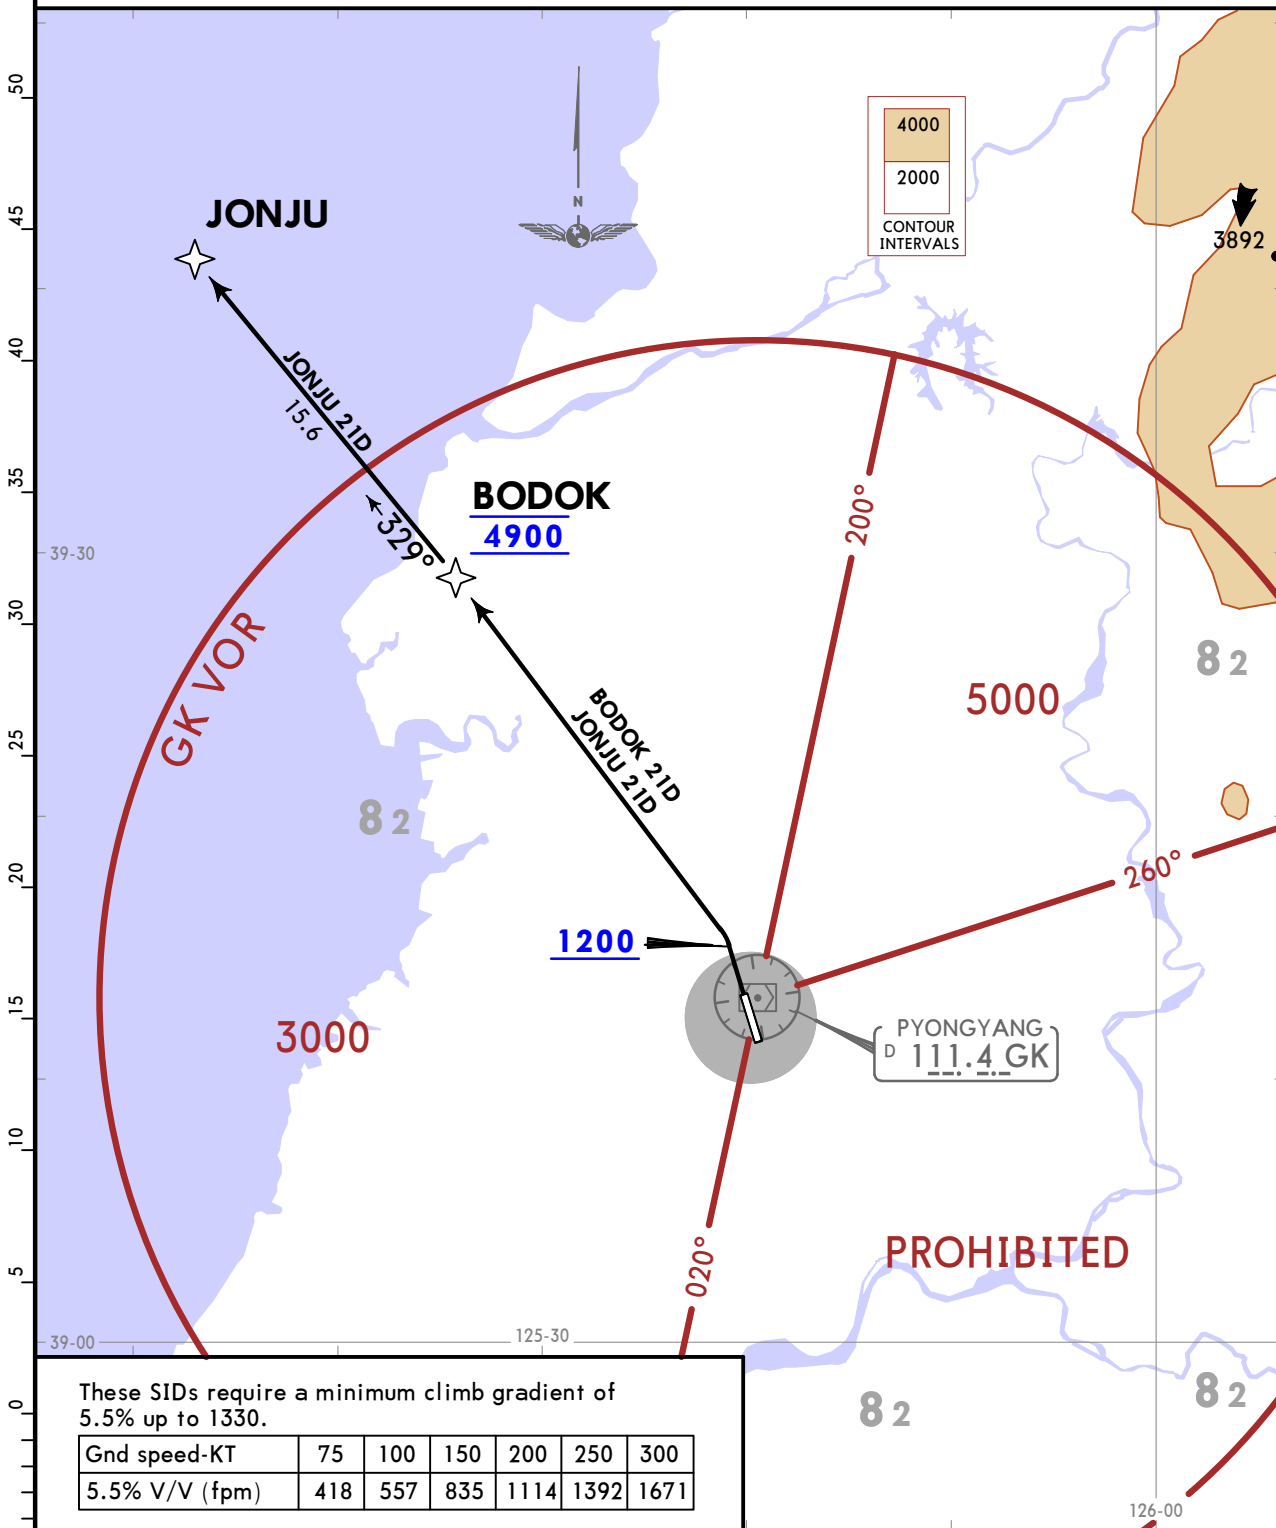 50
45
40
35
30
25
20
15
10
5
0
N
4000
2000
CONTOUR
INTERVALS
3892
JONJU
JONJU 21D
15.6
BODOK
4900
329°
200°
39-30
GK VOR
8 2
5000
BODOK 21D
JONJU 21D
8 2
260°
1200
3000
PYONGYANG
D 111.4 GK
020°
PROHIBITED
39-00
125-30
8 2
8 2
126-00
These SIDs require a minimum climb gradient of
5.5% up to 1330.
Gnd speed-KT 75 100 150 200 250 300
5.5% V/V (fpm) 418 557 835 1114 1392 1671